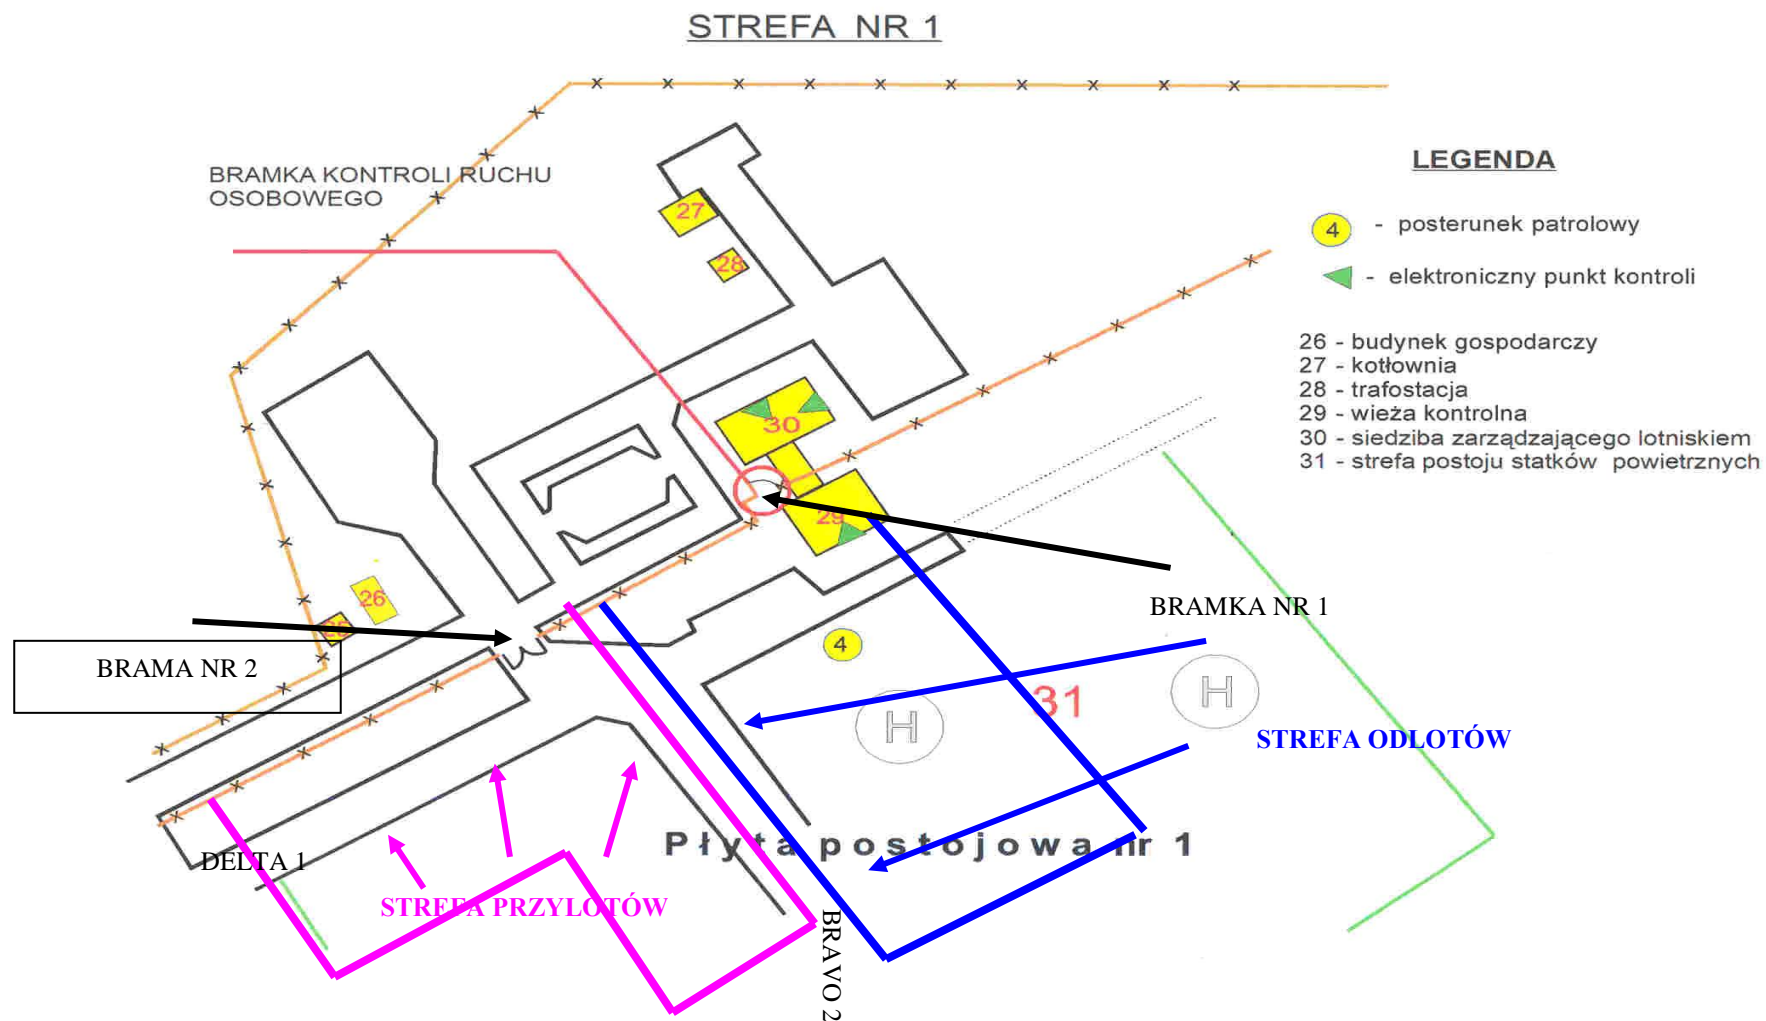 STREFA NR 1
BRAMKA KONTROLI RUCHU
OSOBOWEGO
LEGENDA
4 - posterunek patrolowy
- elektroniczny punkt kontroli
26 - budynek gospodarczy
27 - kotłownia
28 - trafostacja
29 - wieża kontrolna
30 - siedziba zarządzającego lotniskiem
31 - strefa postoju statków powietrznych
27
28
30
29
26
25
BRAMKA NR 1
BRAMA NR 2
4
H
31
H
STREFA ODLOTÓW
Płyta postojowa nr 1
DELTA 1
STREFA PRZYLOTÓW
BRAVO 2